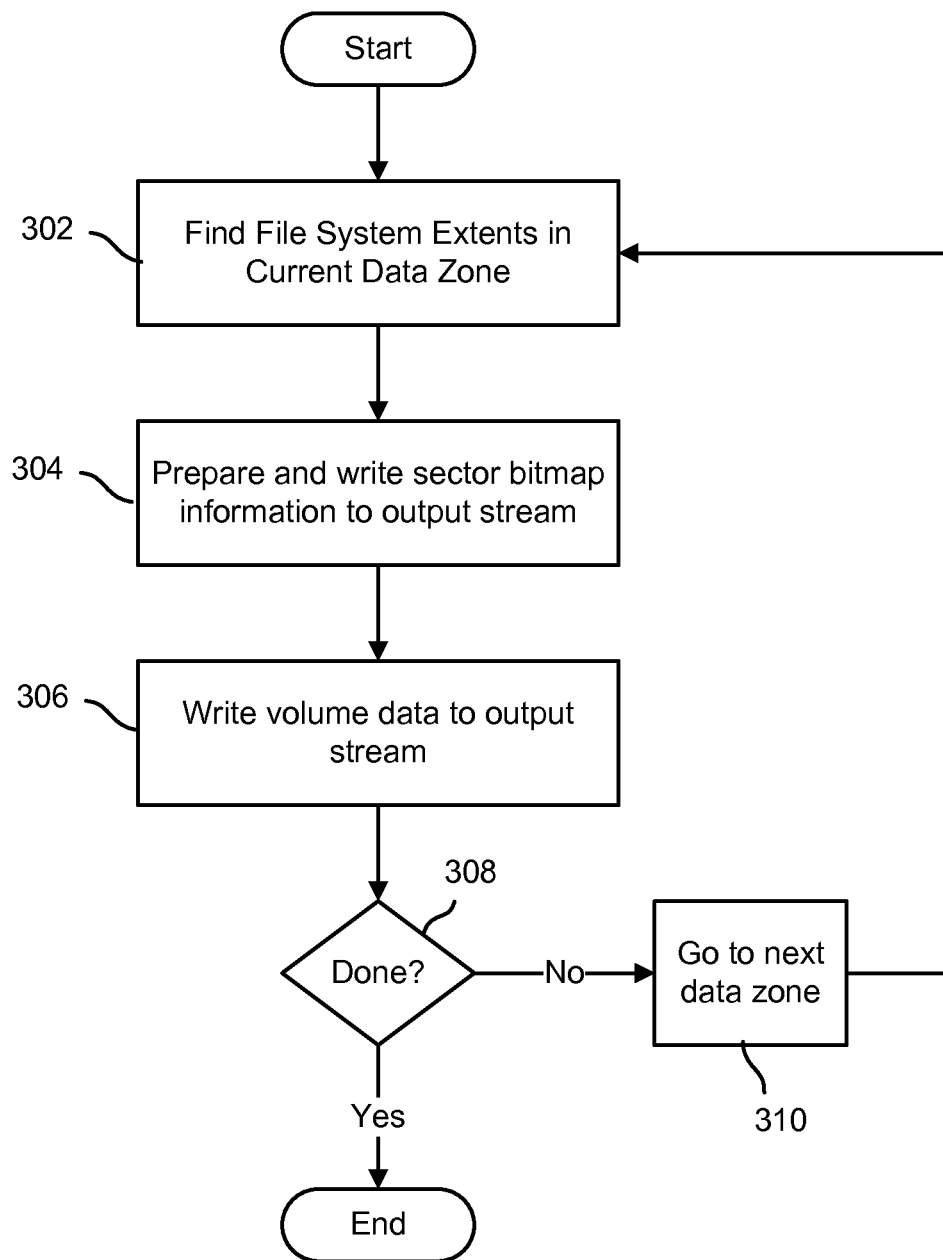 Start
302
Find File System Extents in
Current Data Zone
304
Prepare and write sector bitmap
information to output stream
306
Write volume data to output
stream
308
Done?
No
Go to next
data zone
310
Yes
End